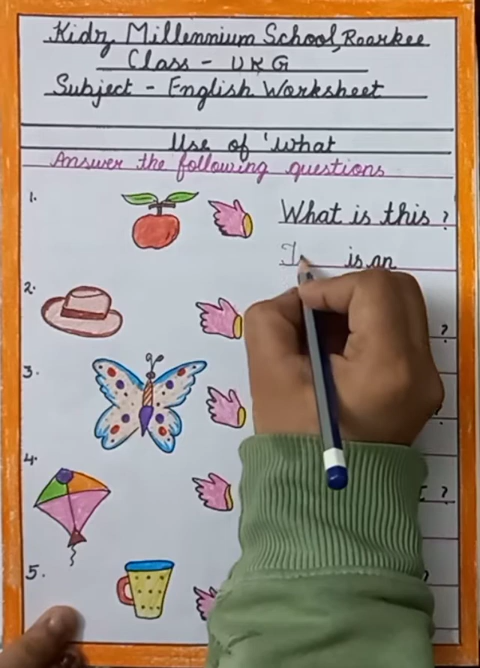 Kidz Millennium School, Roorkee
Class - UKG
Subject - English Worksheet
Use of 'what
Answer the following questions
1.
What is this ?
is an
2.
?
3.
?
4.
?
5.
?